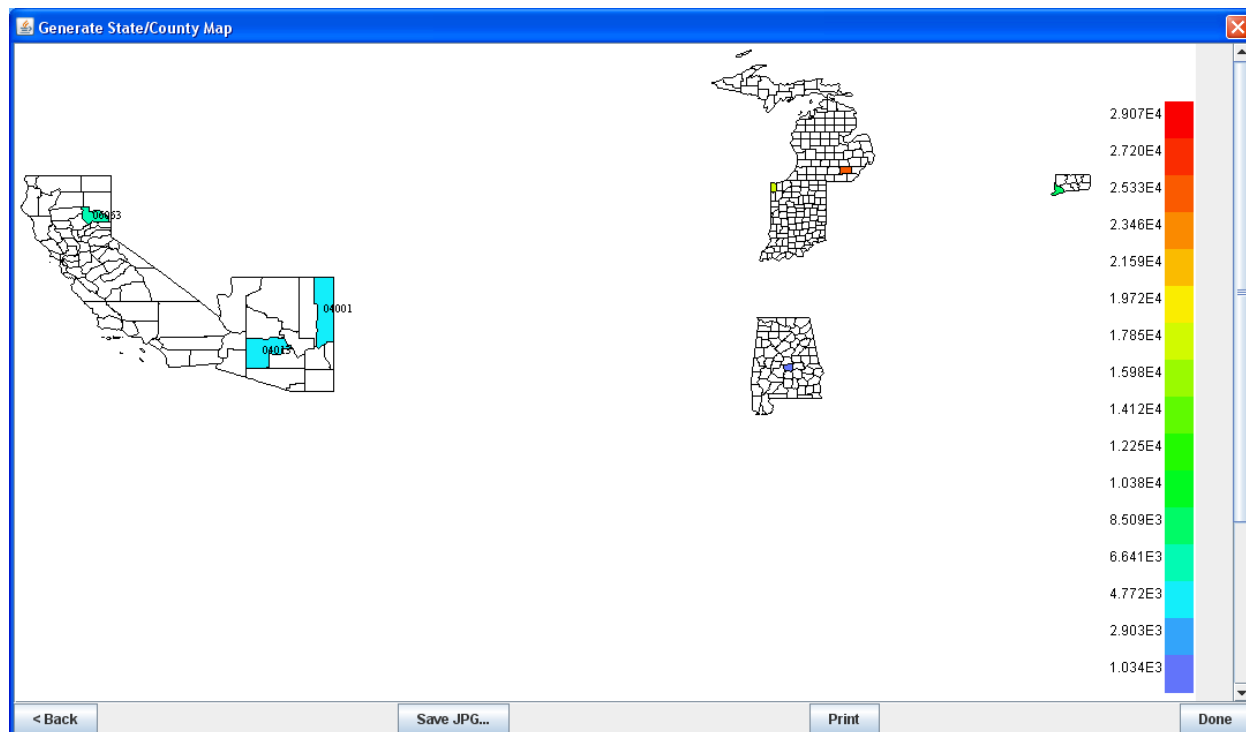 Generate State/County Map
2.907E4
2.720E4
2.533E4
2.346E4
2.159E4
1.972E4
1.785E4
1.598E4
1.412E4
1.225E4
1.038E4
8.509E3
6.641E3
4.772E3
2.903E3
1.034E3
06063
04001
04013
< Back
Save JPG...
Print
Done